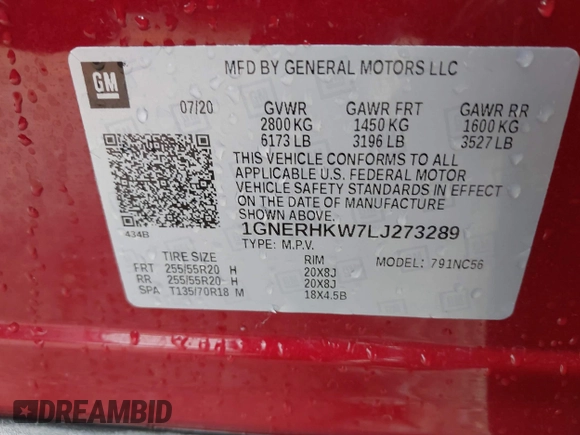 GM
MFD BY GENERAL MOTORS LLC
07/20 GVWR GAWR FRT GAWR RR
2800 KG 1450 KG 1600 KG
6173 LB 3196 LB 3527 LB
THIS VEHICLE CONFORMS TO ALL
APPLICABLE U.S. FEDERAL MOTOR
VEHICLE SAFETY STANDARDS IN EFFECT
ON THE DATE OF MANUFACTURE
SHOWN ABOVE.
434B
1GNERHKW7LJ273289
TYPE: M.P.V.
TIRE SIZE RIM MODEL: 791NC56
FRT 255/55R20 H 20X8J
RR 255/55R20 H 20X8J
SPA T135/70R18 M 18X4.5B
DREAMBID